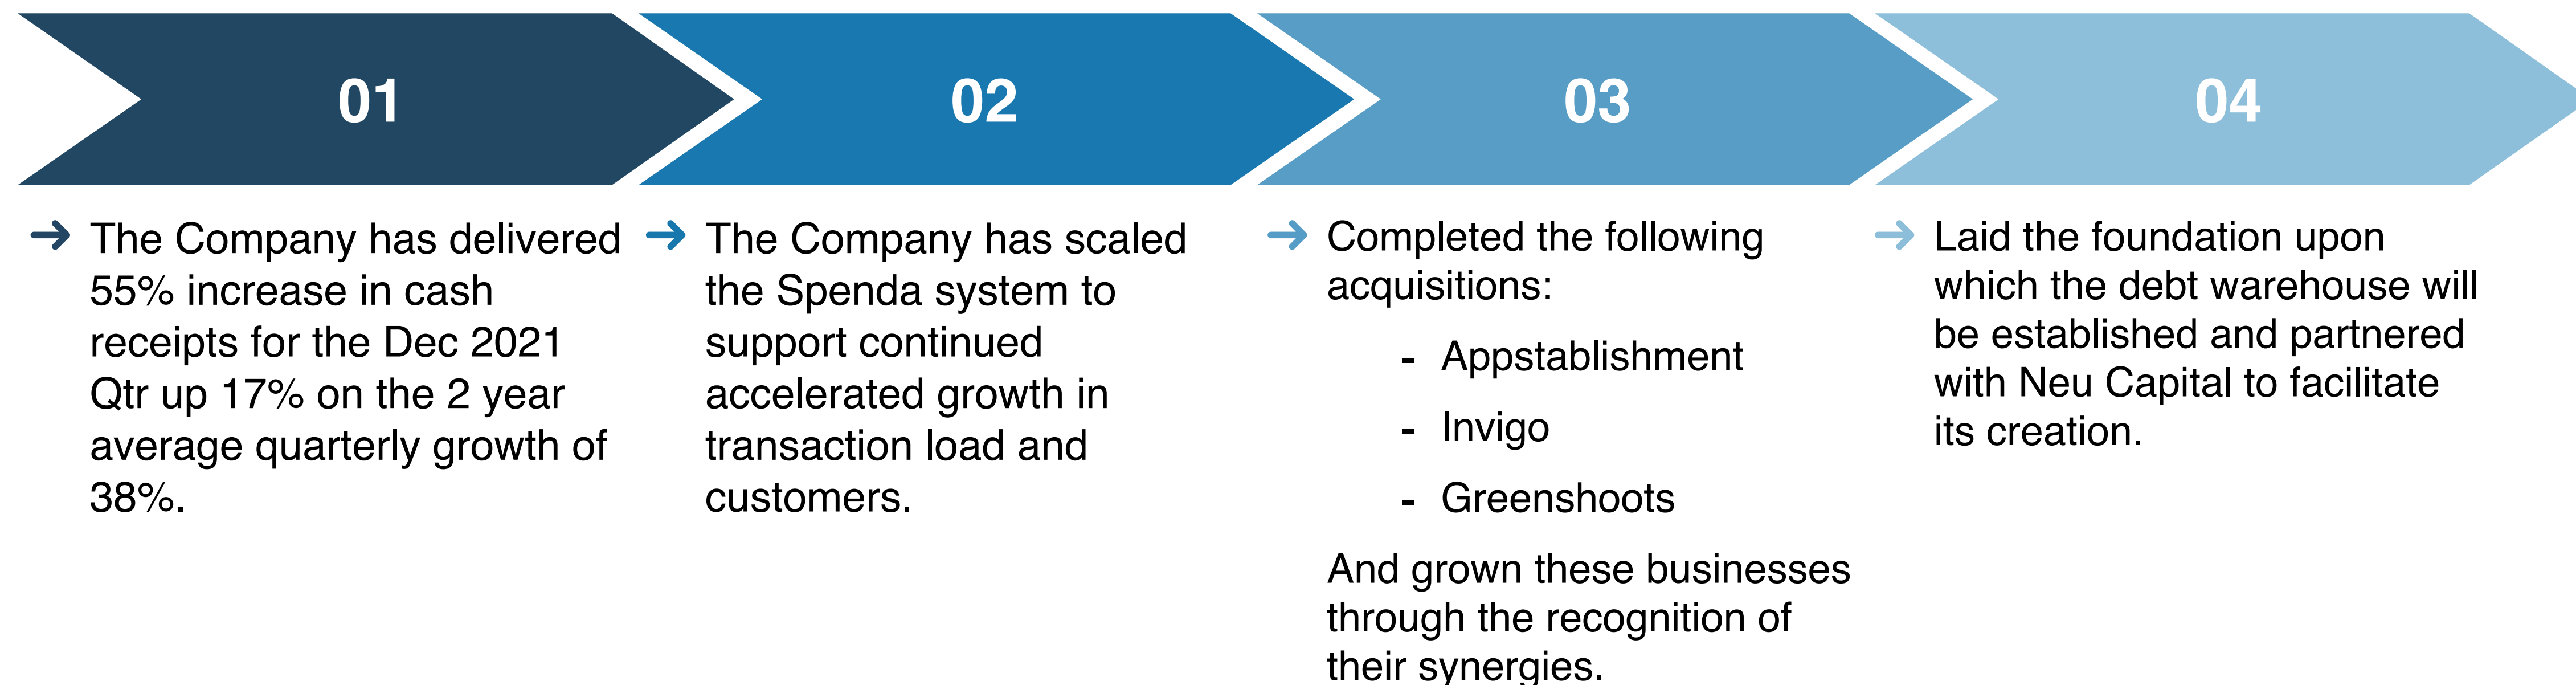 01
The Company has delivered
55% increase in cash
receipts for the Dec 2021
Qtr up 17% on the 2 year
average quarterly growth of
38%.
02
The Company has scaled
the Spenda system to
support continued
accelerated growth in
transaction load and
customers.
03
Completed the following
acquisitions:
- Appstablishment
- Invigo
- Greenshoots
And grown these businesses
through the recognition of
their synergies.
04
Laid the foundation upon
which the debt warehouse will
be established and partnered
with Neu Capital to facilitate
its creation.